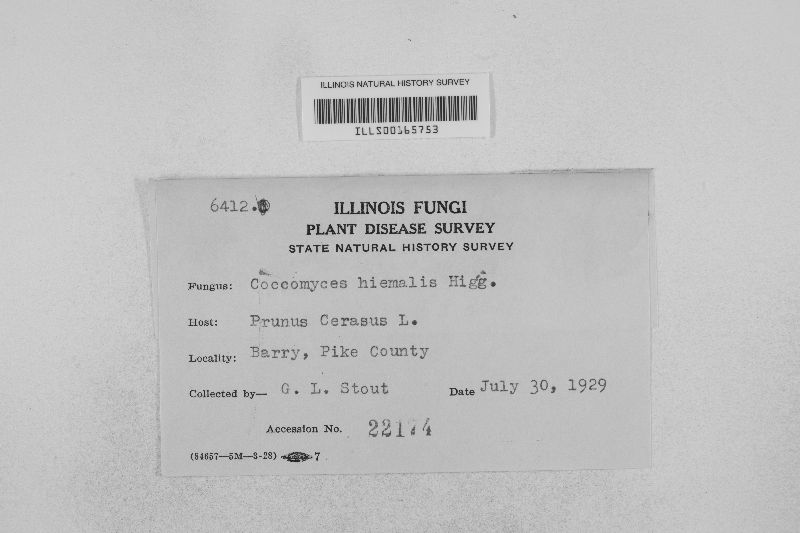 ILLINOIS NATURAL HISTORY SURVEY
ILLS00165753
6412.
ILLINOIS FUNGI
PLANT DISEASE SURVEY
STATE NATURAL HISTORY SURVEY
Fungus: Coccomyces hiemalis Higg.
Host: Prunus Cerasus L.
Locality: Barry, Pike County
Collected by— G. L. Stout Date July 30, 1929
Accession No. 22174
(84657—5M—3-28) 7